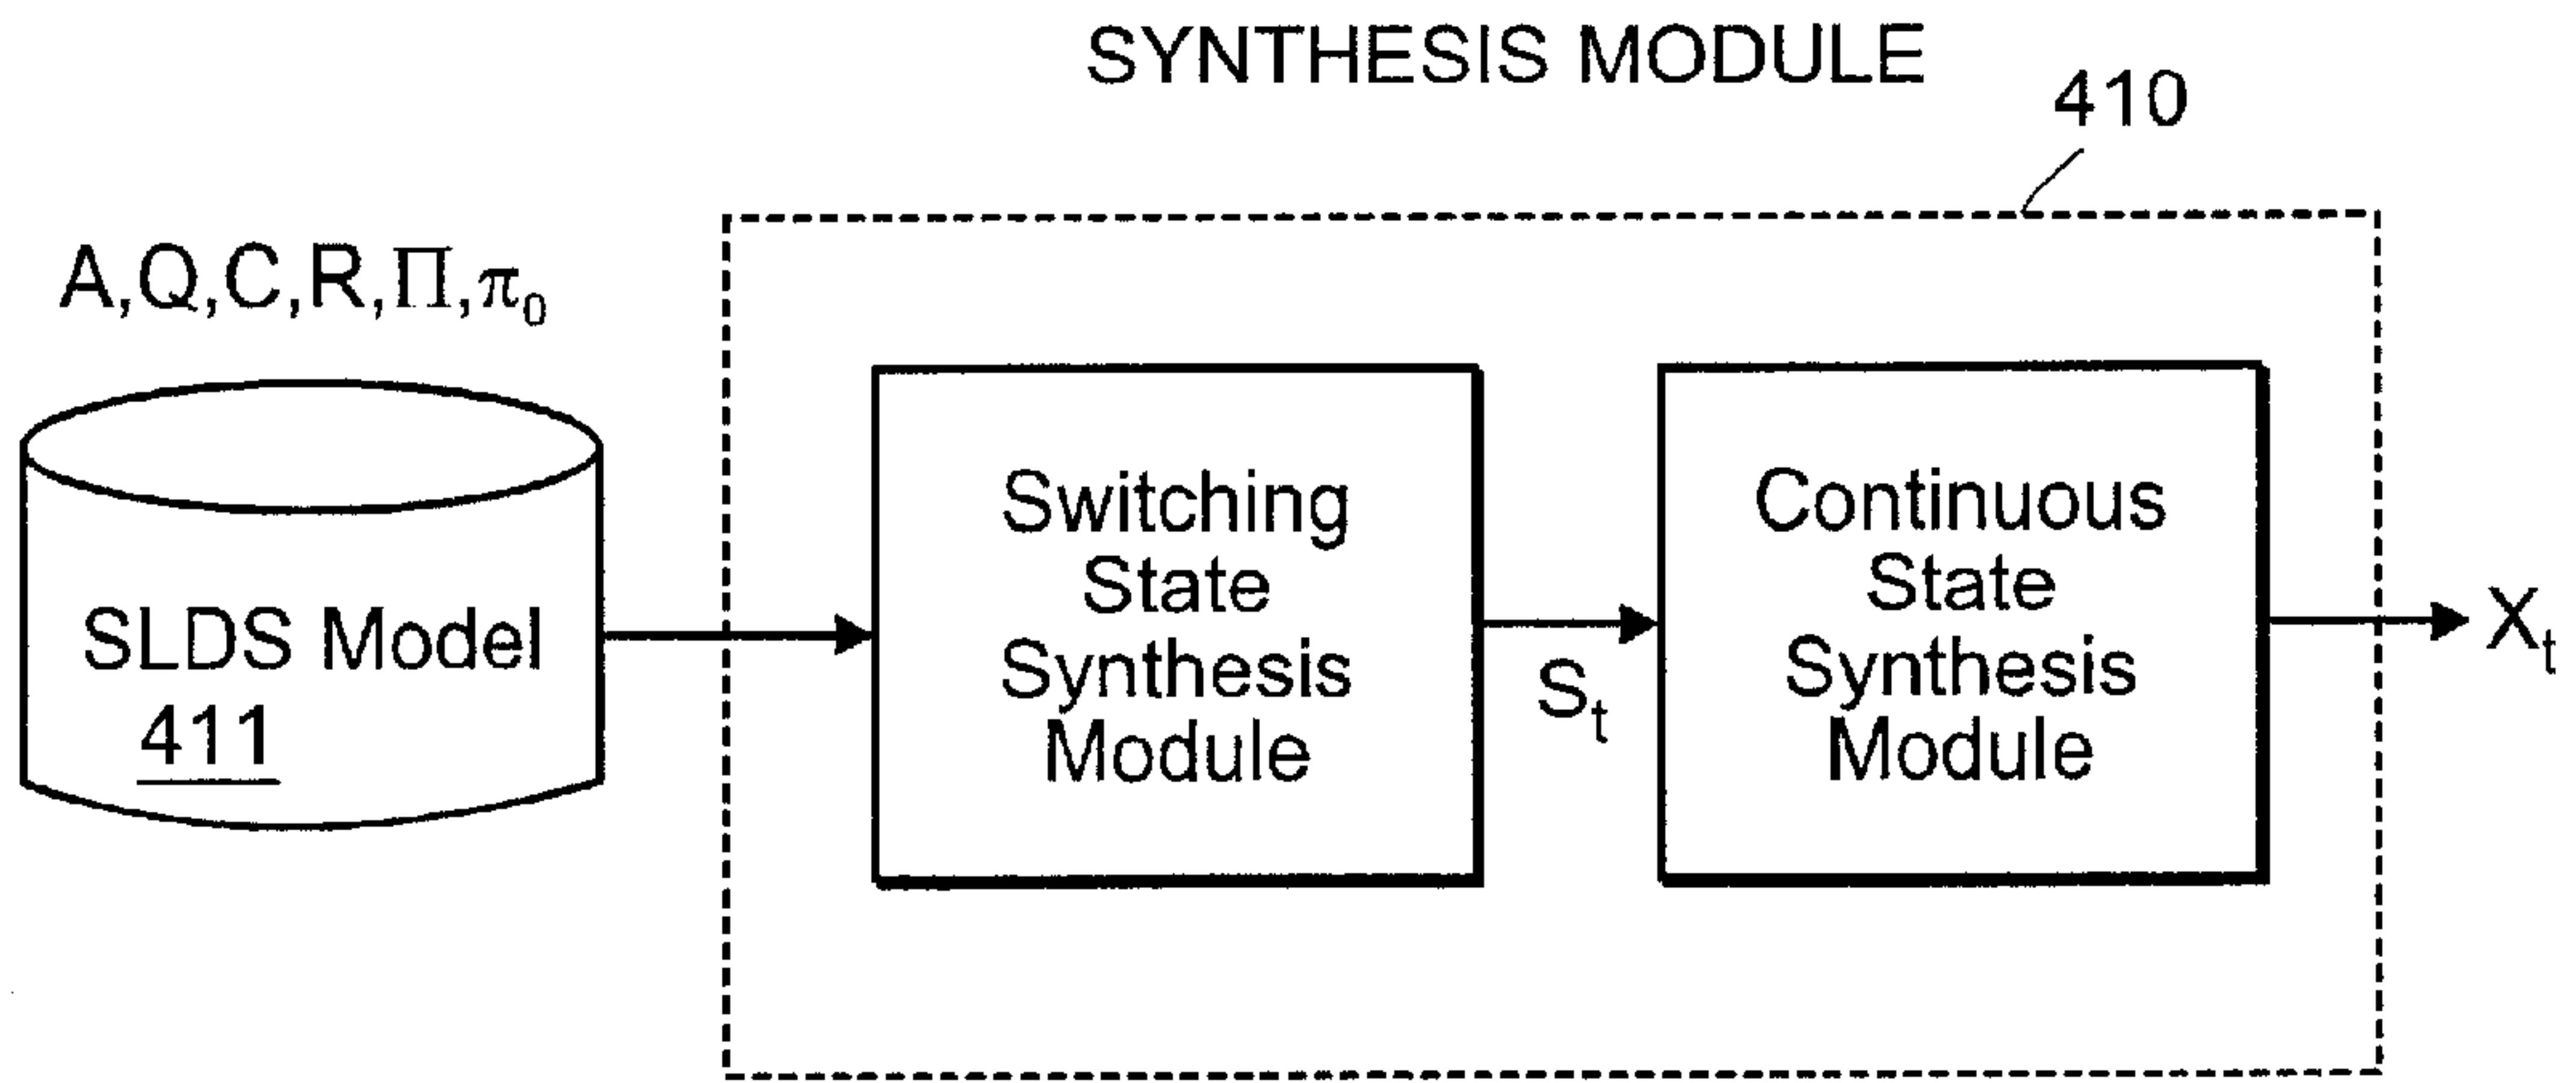 SYNTHESIS MODULE
410
A,Q,C,R,Π,π₀
SLDS Model
411
Switching
State
Synthesis
Module
Sₜ
Continuous
State
Synthesis
Module
Xₜ